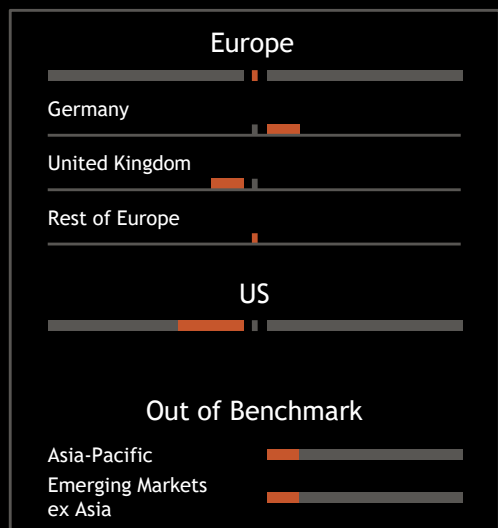 Europe
Germany
United Kingdom
Rest of Europe
US
Out of Benchmark
Asia-Pacific
Emerging Markets
ex Asia